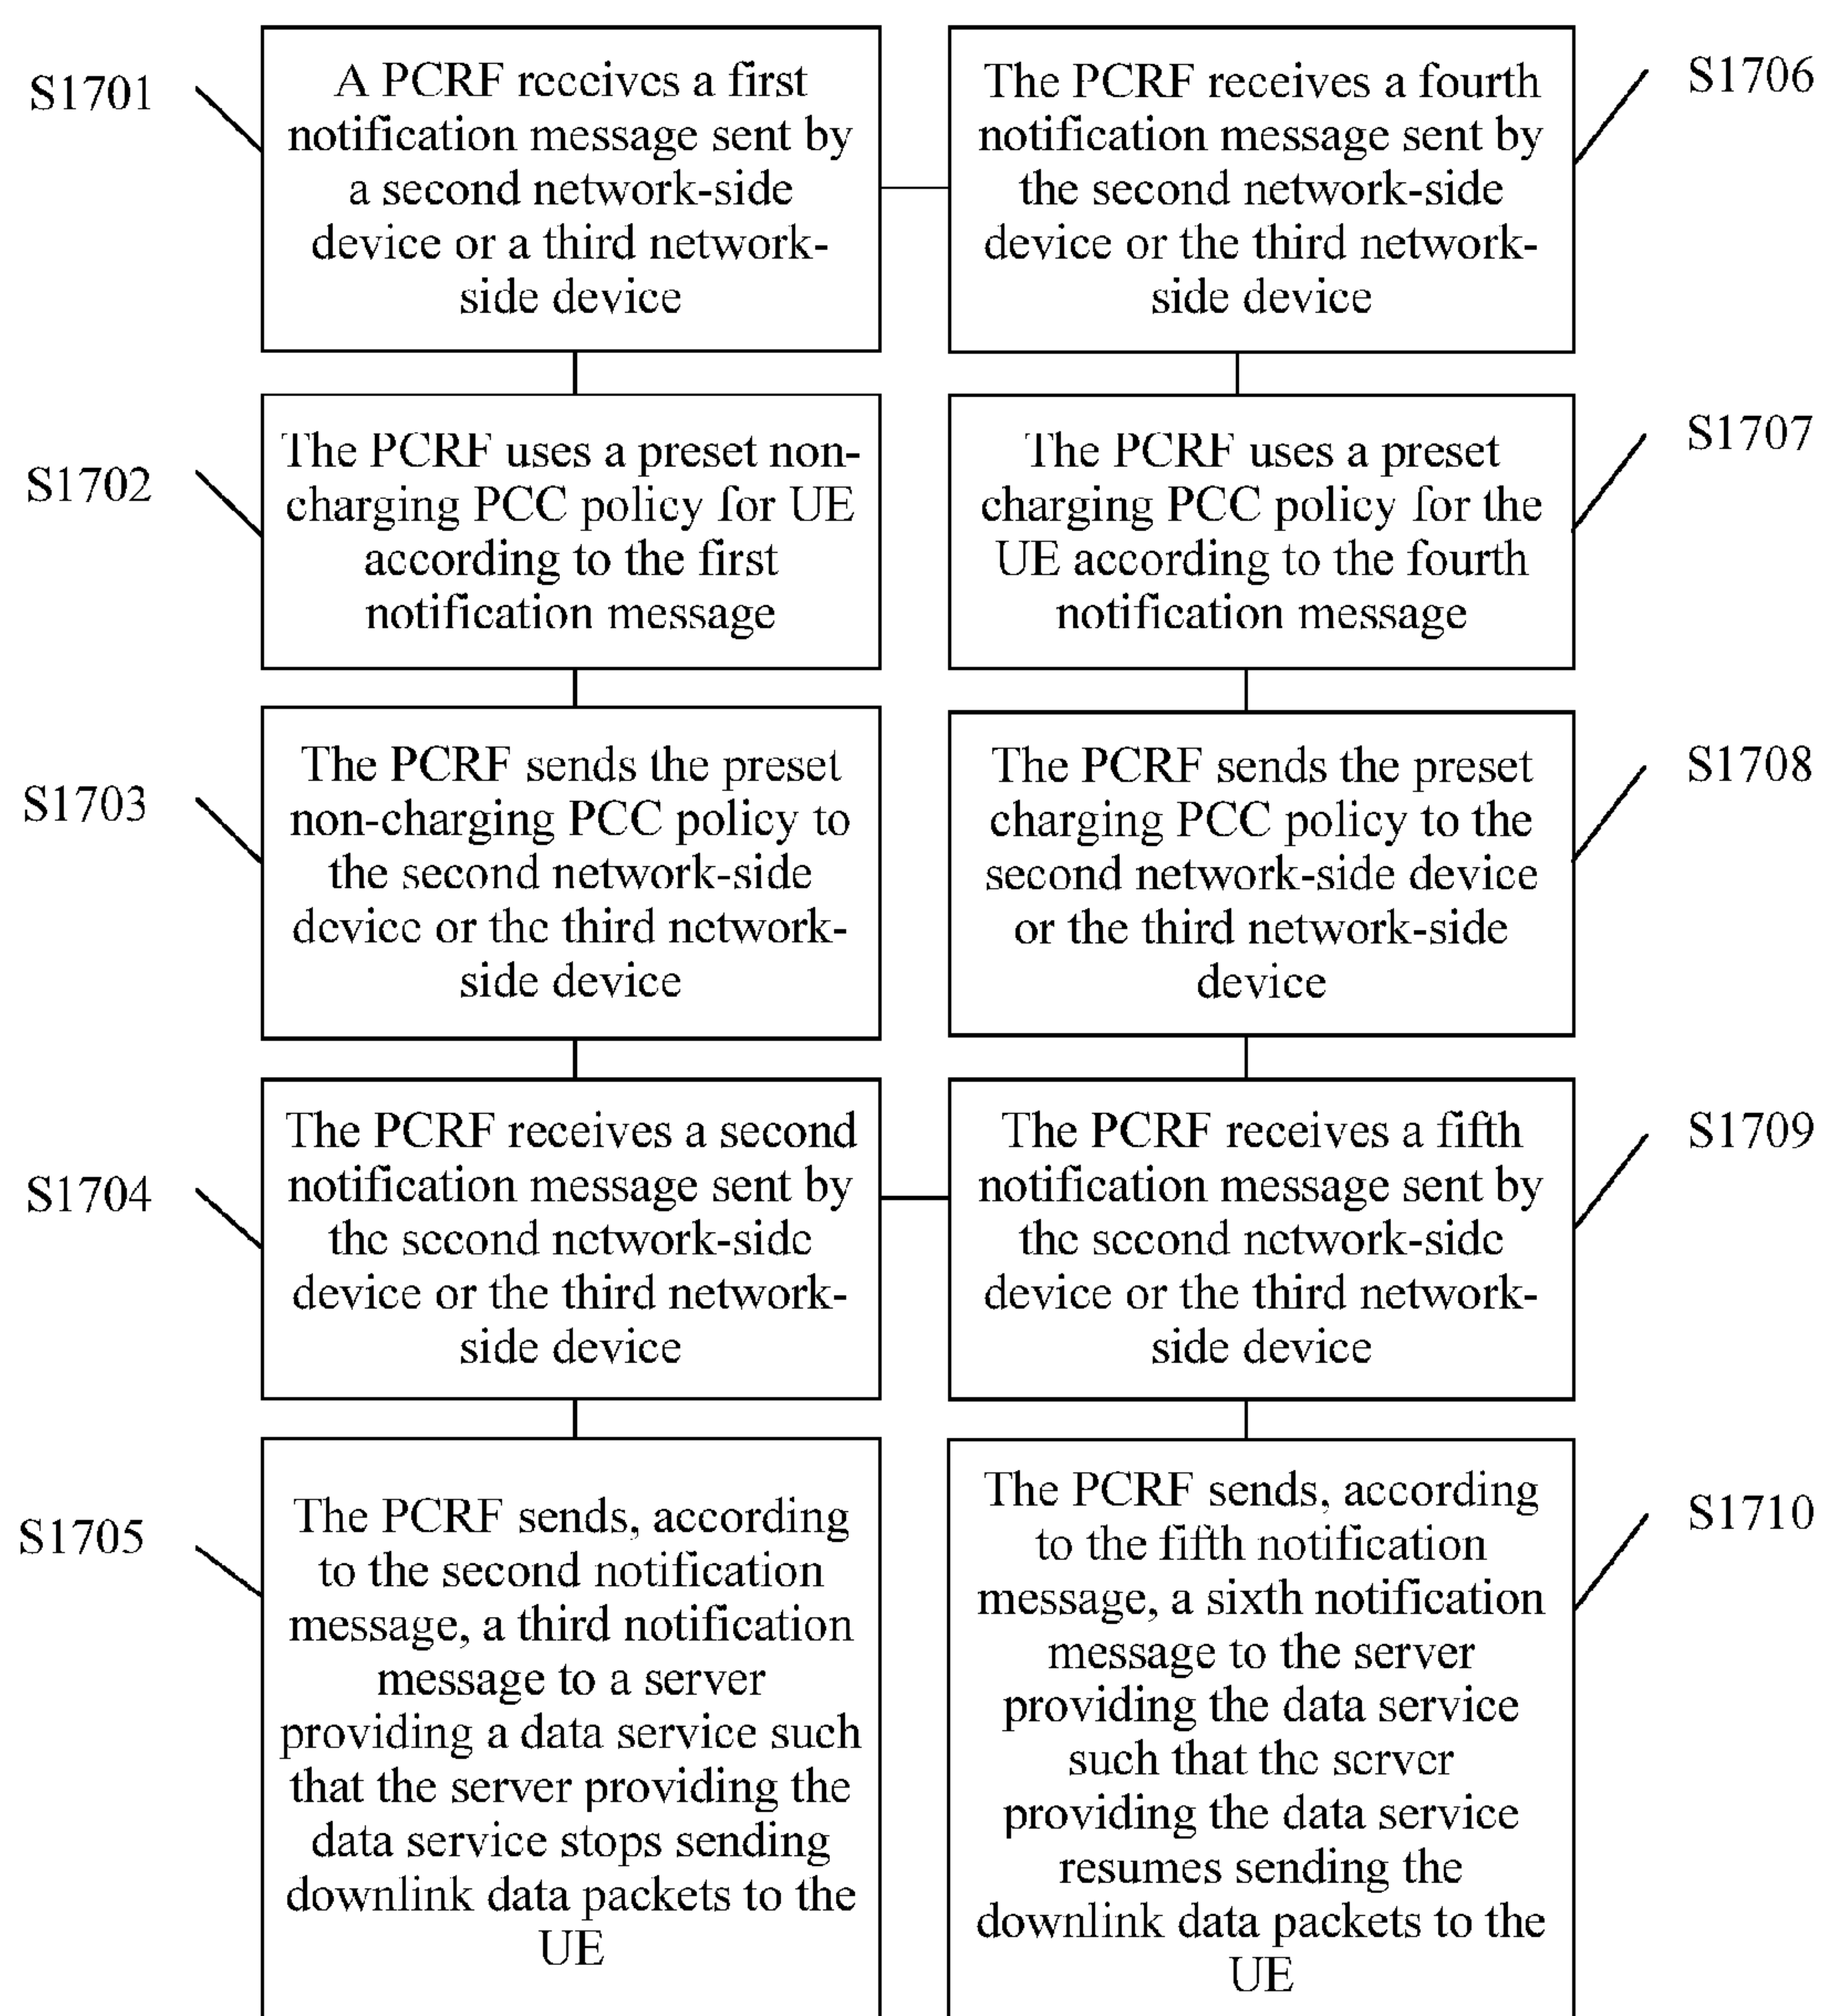 S1701
A PCRF receives a first
notification message sent by
a second network-side
device or a third network-
side device
S1706
The PCRF receives a fourth
notification message sent by
the second network-side
device or the third network-
side device
S1702
The PCRF uses a preset non-
charging PCC policy for UE
according to the first
notification message
S1707
The PCRF uses a preset
charging PCC policy for the
UE according to the fourth
notification message
S1703
The PCRF sends the preset
non-charging PCC policy to
the second network-side
device or the third network-
side device
S1708
The PCRF sends the preset
charging PCC policy to the
second network-side device
or the third network-side
device
S1704
The PCRF receives a second
notification message sent by
the second network-side
device or the third network-
side device
S1709
The PCRF receives a fifth
notification message sent by
the second network-side
device or the third network-
side device
S1705
The PCRF sends, according
to the second notification
message, a third notification
message to a server
providing a data service such
that the server providing the
data service stops sending
downlink data packets to the
UE
S1710
The PCRF sends, according
to the fifth notification
message, a sixth notification
message to the server
providing the data service
such that the server
providing the data service
resumes sending the
downlink data packets to the
UE